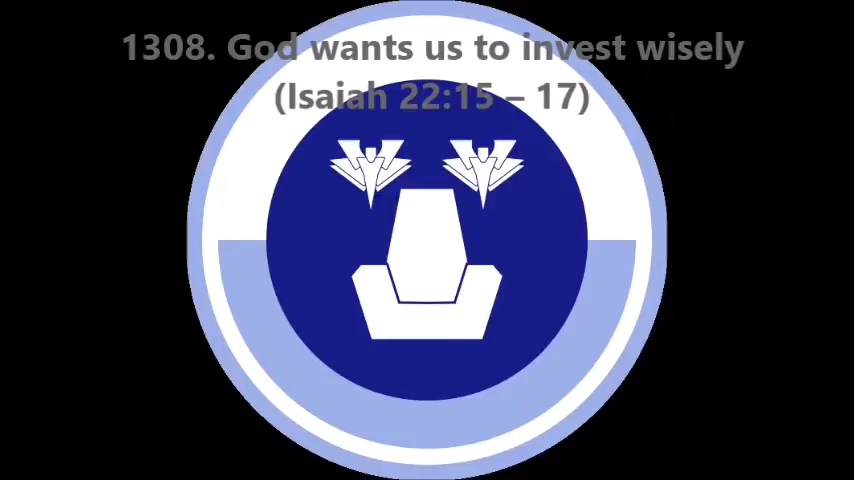 1308. God wants us to invest wisely
(Isaiah 22:15 – 17)